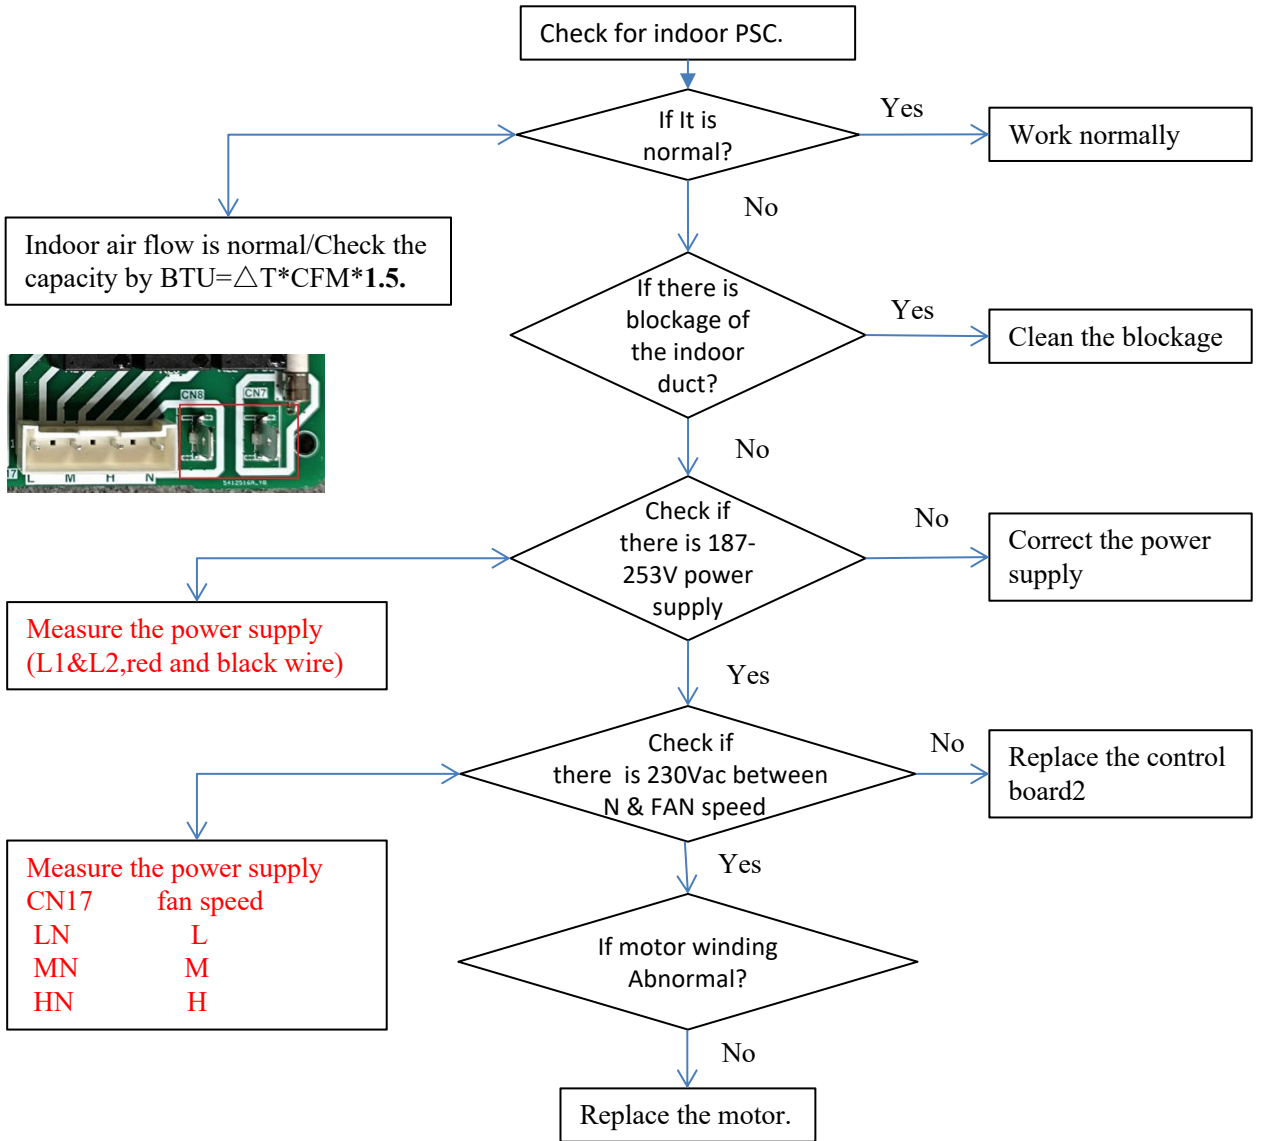 Check for indoor PSC.
If It is
normal?
Yes
Work normally
No
Indoor air flow is normal/Check the
capacity by BTU=△T*CFM*1.5.
If there is
blockage of
the indoor
duct?
Yes
Clean the blockage
CN8
CN7
L M H N
5412516A_YB
No
Check if
there is 187-
253V power
supply
No
Correct the power
supply
Measure the power supply
(L1&L2,red and black wire)
Yes
Check if
there is 230Vac between
N & FAN speed
No
Replace the control
board2
Measure the power supply
CN17 fan speed
LN L
MN M
HN H
Yes
If motor winding
Abnormal?
No
Replace the motor.